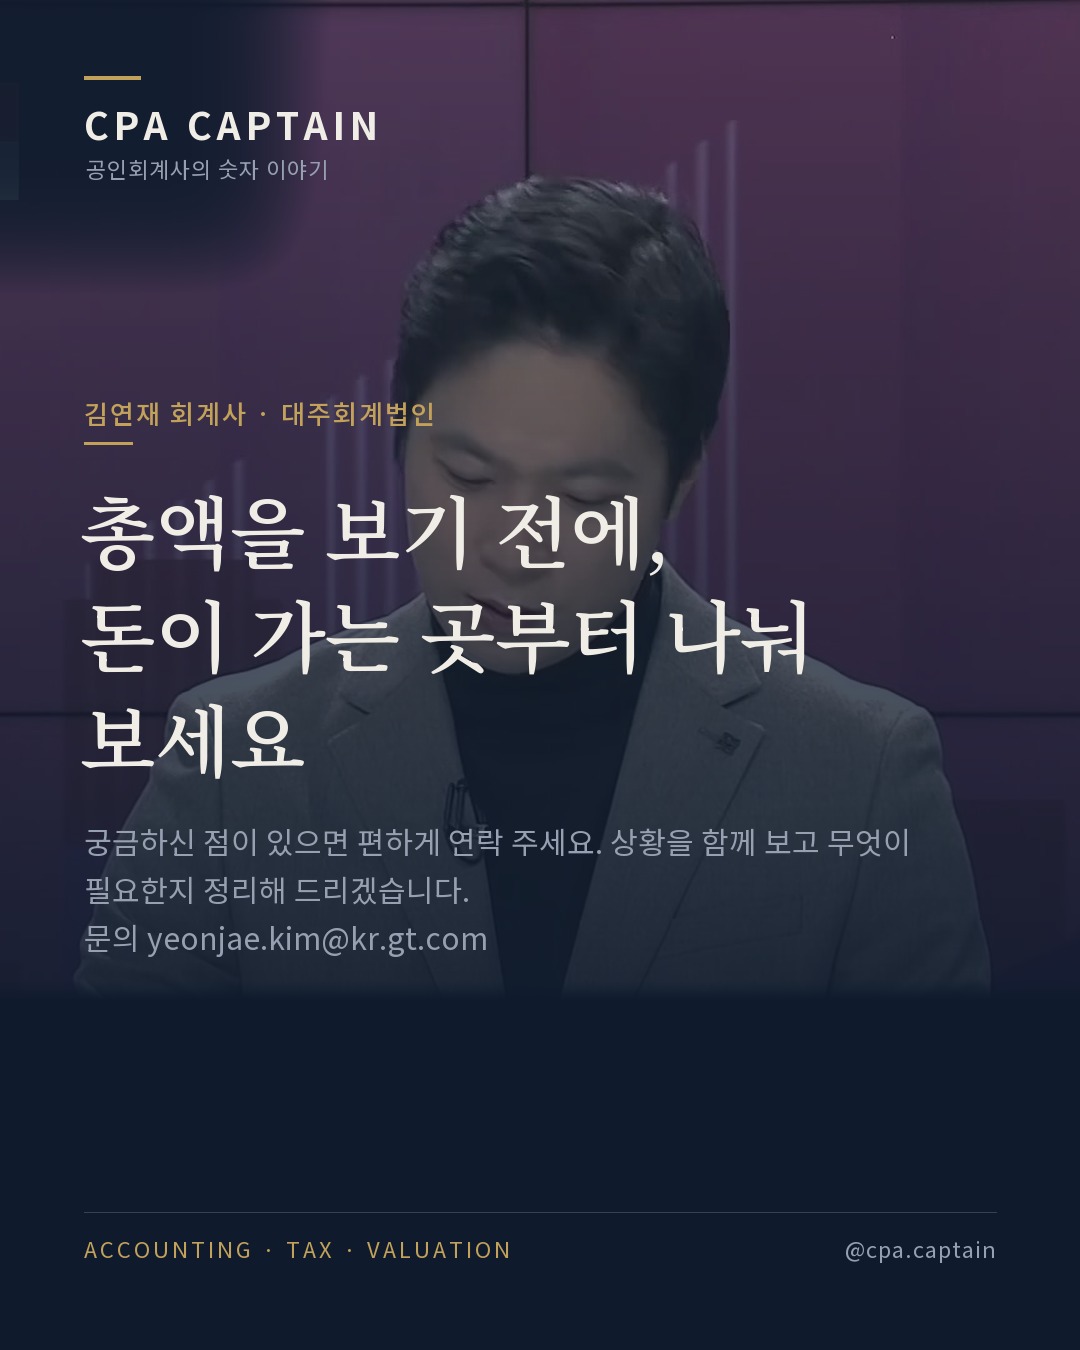 CPA CAPTAIN
공인회계사의 숫자 이야기
김연재 회계사 · 대주회계법인
총액을 보기 전에,
돈이 가는 곳부터 나눠
보세요
궁금하신 점이 있으면 편하게 연락 주세요. 상황을 함께 보고 무엇이
필요한지 정리해 드리겠습니다.
문의 yeonjae.kim@kr.gt.com
ACCOUNTING · TAX · VALUATION
@cpa.captain